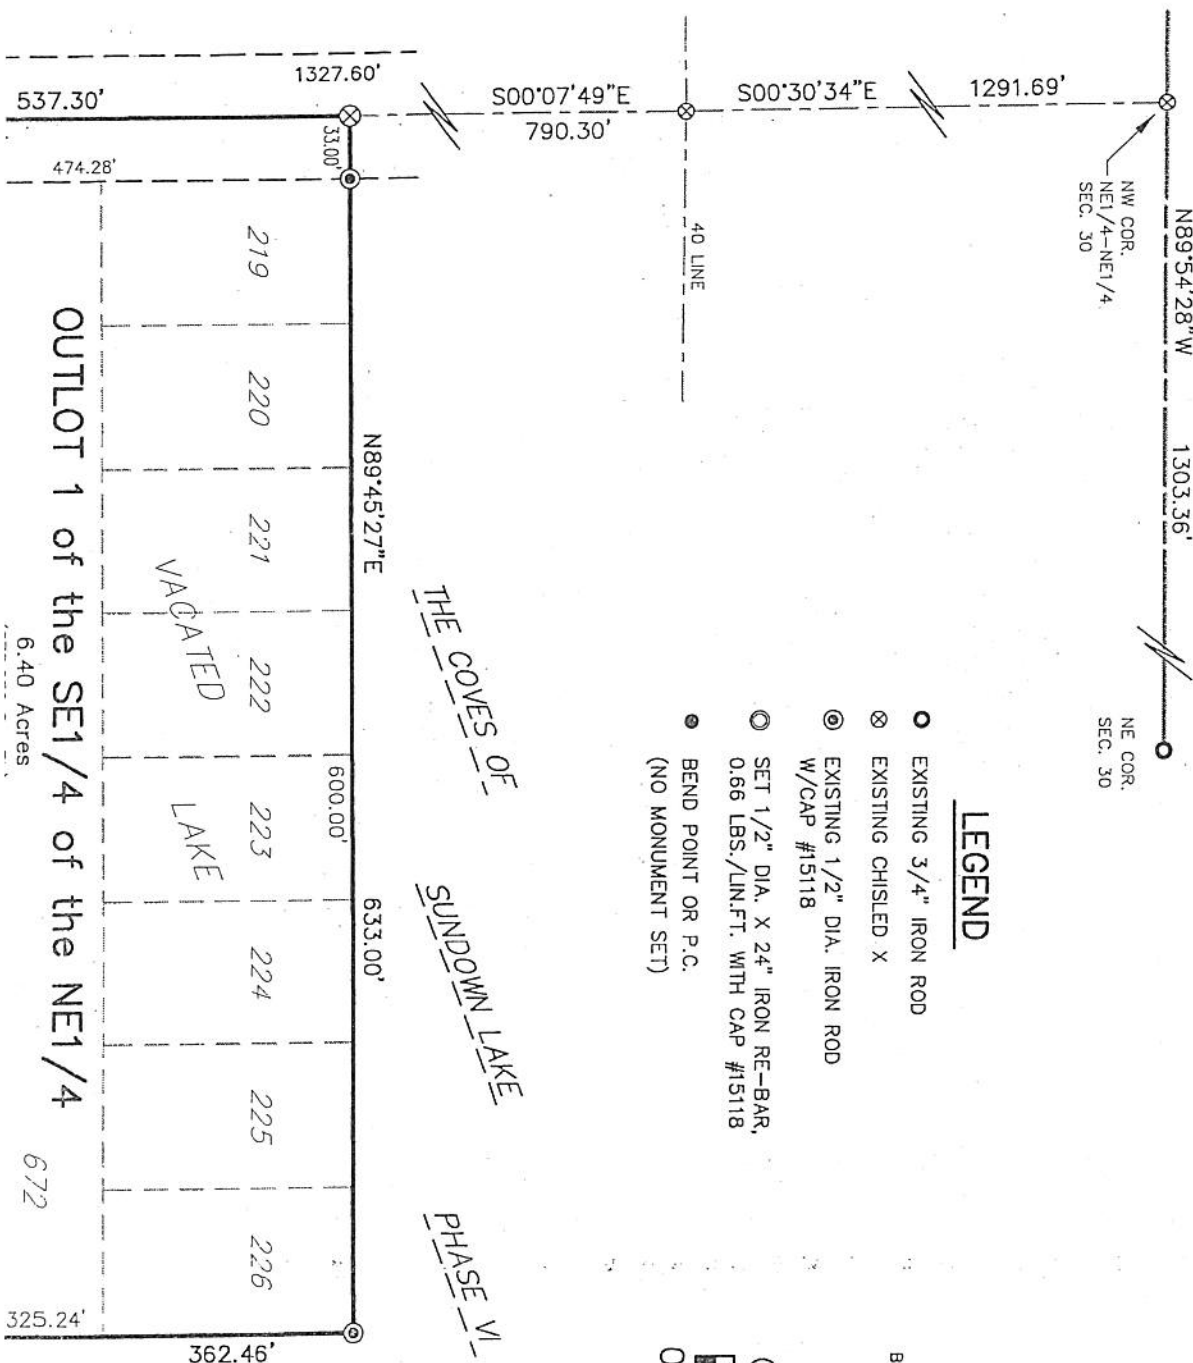 N89°54'28"W 1303.36'
NW COR.
NE1/4-NE1/4
SEC. 30
NE COR.
SEC. 30
1291.69'
S00°30'34"E
40 LINE
S00°07'49"E
790.30'
LEGEND
EXISTING 3/4" IRON ROD
EXISTING CHISLED X
EXISTING 1/2" DIA. IRON ROD
W/CAP #15118
SET 1/2" DIA. X 24" IRON RE-BAR,
0.66 LBS./LIN.FT. WITH CAP #15118
BEND POINT OR P.C.
(NO MONUMENT SET)
THE COVES OF SUNDOWN LAKE PHASE VI
1327.60'
537.30'
33.00'
474.28'
N89°45'27"E 633.00'
600.00'
219 220 221 222 223 224 225 226
VACATED LAKE
OUTLOT 1 of the SE1/4 of the NE1/4
6.40 Acres
672
325.24'
362.46'